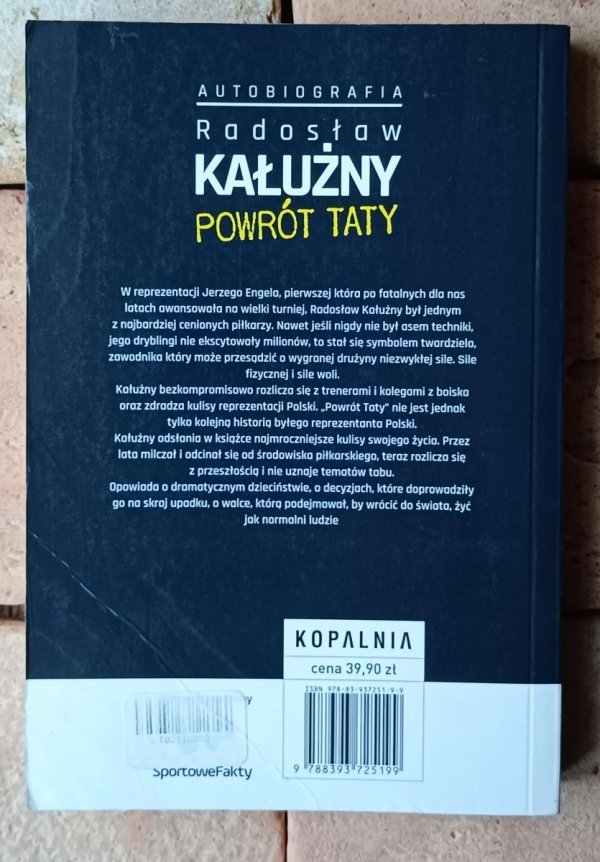 AUTOBIOGRAFIA
Radosław
KAŁUŻNY
POWRÓT TATY
W reprezentacji Jerzego Engela, pierwszej która po fatalnych dla nas
latach awansowała na wielki turniej, Radosław Kałużny był jednym
z najbardziej cenionych piłkarzy. Nawet jeśli nigdy nie był asem techniki,
jego dryblingi nie ekscytowały milionów, to stał się symbolem twardziela,
zawodnika który może przesądzić o wygranej drużyny niezwykłej sile. Sile
fizycznej i sile woli.
Kałużny bezkompromisowo rozlicza się z trenerami i kolegami z boiska
oraz zdradza kulisy reprezentacji Polski. „Powrót Taty" nie jest jednak
tylko kolejną historią byłego reprezentanta Polski.
Kałużny odsłania w książce najmroczniejsze kulisy swojego życia. Przez
lata milczał i odcinał się od środowiska piłkarskiego, teraz rozlicza się
z przeszłością i nie uznaje tematów tabu.
Opowiada o dramatycznym dzieciństwie, o decyzjach, które doprowadziły
go na skraj upadku, o walce, którą podejmował, by wrócić do świata, żyć
jak normalni ludzie
KOPALNIA
cena 39,90 zł
ISBN 978-83-937251-9-9
9 788393 725199
SportoweFakty